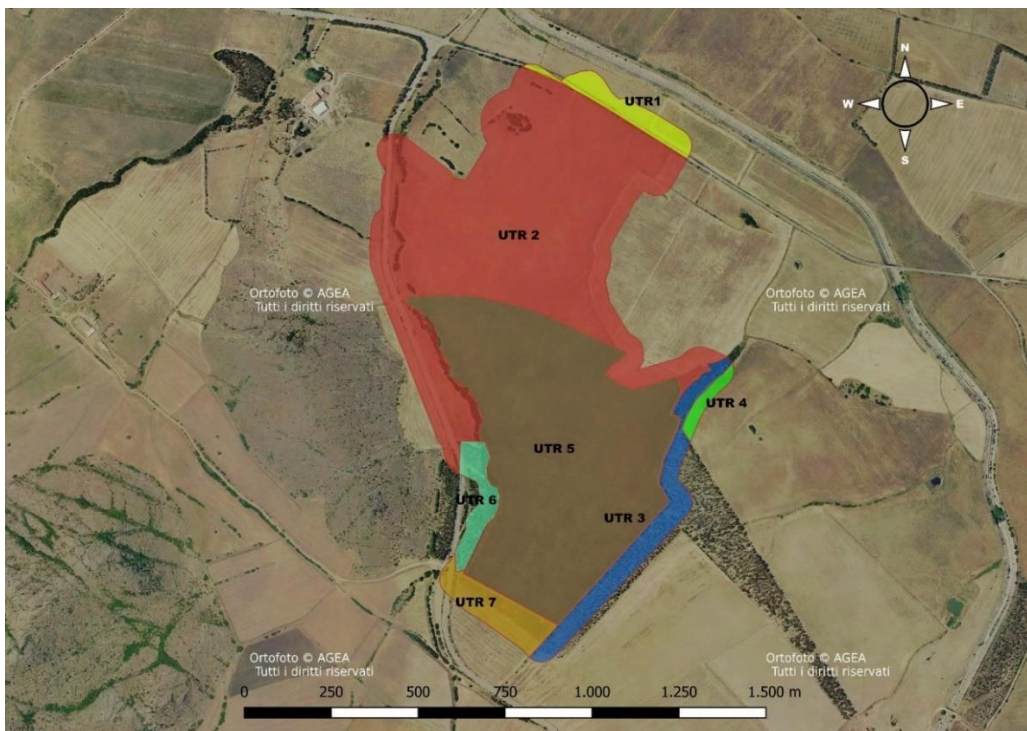 N
W E
S
UTR1
UTR 2
Ortofoto © AGEA
Tutti i diritti riservati
Ortofoto © AGEA
Tutti i diritti riservati
UTR 4
UTR 5
UTR 6
UTR 3
UTR 7
Ortofoto © AGEA
Tutti i diritti riservati
Ortofoto © AGEA
Tutti i diritti riservati
0 250 500 750 1.000 1.250 1.500 m